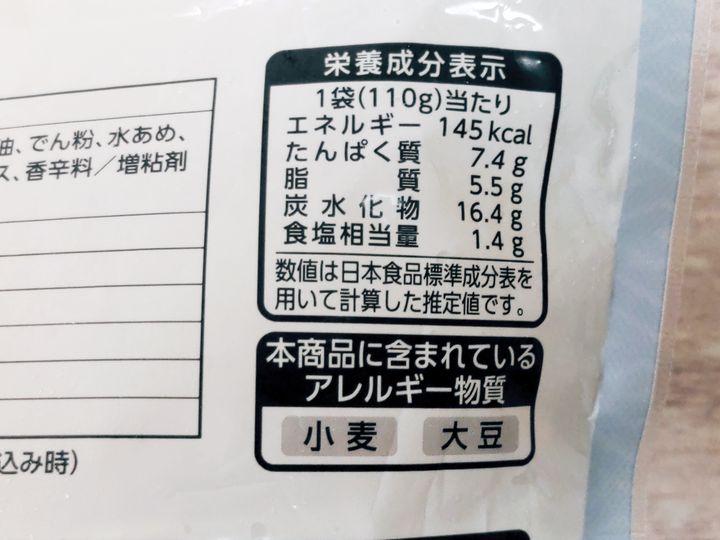 油、でん粉、水あめ、
ス、香辛料／増粘剤
込み時)
栄養成分表示
1袋(110g)当たり
エネルギー 145kcal
たんぱく質 7.4g
脂質 5.5g
炭水化物 16.4g
食塩相当量 1.4g
数値は日本食品標準成分表を
用いて計算した推定値です。
本商品に含まれている
アレルギー物質
小麦 大豆